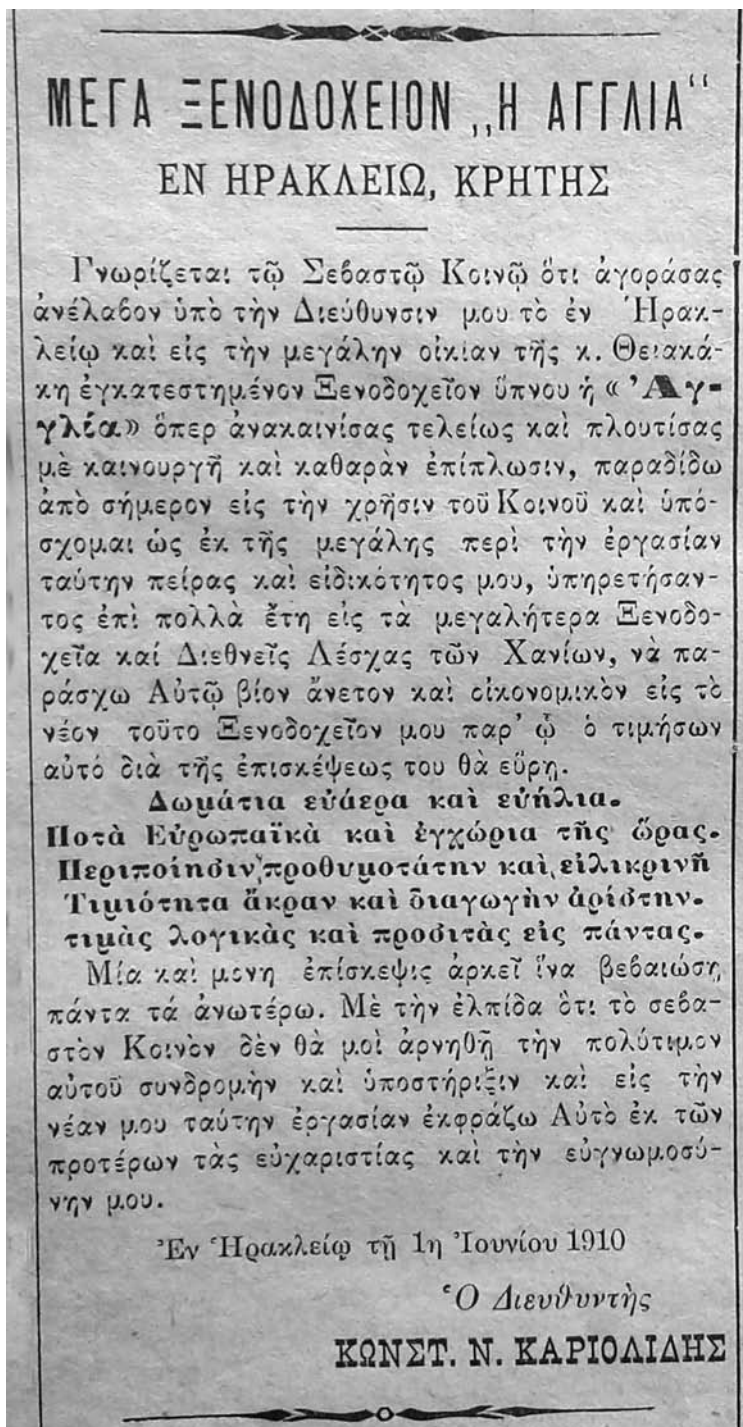 ΜΕΓΑ ΞΕΝΟΔΟΧΕΙΟΝ „Η ΑΓΓΛΙΑ“
ΕΝ ΗΡΑΚΛΕΙΩ, ΚΡΗΤΗΣ
Γνωρίζεται τῷ Σεβαστῷ Κοινῷ ὅτι ἀγοράσας
ἀνέλαβον ὑπὸ τὴν Διεύθυνσιν μου τὸ ἐν Ἡρακ-
λείῳ καὶ εἰς τὴν μεγάλην οἰκίαν τῆς κ. Θειακά-
κη ἐγκατεστημένον Ξενοδοχεῖον ὕπνου ἡ «Ἀγ-
γλία» ὅπερ ἀνακαινίσας τελείως καὶ πλουτίσας
μὲ καινουργῆ καὶ καθαρὰν ἐπίπλωσιν, παραδίδω
ἀπὸ σήμερον εἰς τὴν χρῆσιν τοῦ Κοινοῦ καὶ ὑπό-
σχομαι ὡς ἐκ τῆς μεγάλης περὶ τὴν ἐργασίαν
ταύτην πείρας καὶ εἰδικότητος μου, ὑπηρετήσαν-
τος ἐπὶ πολλὰ ἔτη εἰς τὰ μεγαλήτερα Ξενοδο-
χεῖα καί Διεθνεῖς Λέσχας τῶν Χανίων, νὰ πα-
ράσχω Αὐτῷ βίον ἄνετον καὶ οἰκονομικὸν εἰς τὸ
νέον τοῦτο Ξενοδοχεῖον μου παρ' ᾧ ὁ τιμήσων
αὐτό διὰ τῆς ἐπισκέψεως του θὰ εὕρῃ.
Δωμάτια εὐάερα καὶ εὐήλια.
Ποτὰ Εὐρωπαϊκὰ καὶ ἐγχώρια τῆς ὥρας.
Περιποίησιν προθυμοτάτην καὶ εἰλικρινῆ
Τιμιότητα ἄκραν καὶ διαγωγὴν ἀρίστην.
τιμὰς λογικὰς καὶ προσιτὰς εἰς πάντας.
Μία καὶ μονη ἐπίσκεψις ἀρκεῖ ἵνα βεβαιώσῃ
πάντα τά ἀνωτέρω. Μὲ τὴν ἐλπίδα ὅτι τὸ σεβα-
στὸν Κοινὸν δὲν θὰ μοὶ ἀρνηθῇ τὴν πολύτιμον
αὐτοῦ συνδρομὴν καὶ ὑποστήριξιν καὶ εἰς τὴν
νέαν μου ταύτην ἐργασίαν ἐκφράζω Αὐτὸ ἐκ τῶν
προτέρων τὰς εὐχαριστίας καὶ τὴν εὐγνωμοσύ-
νην μου.
Ἐν Ἡρακλείῳ τῇ 1η Ἰουνίου 1910
Ὁ Διευθυντὴς
ΚΩΝΣΤ. Ν. ΚΑΡΙΟΛΙΔΗΣ